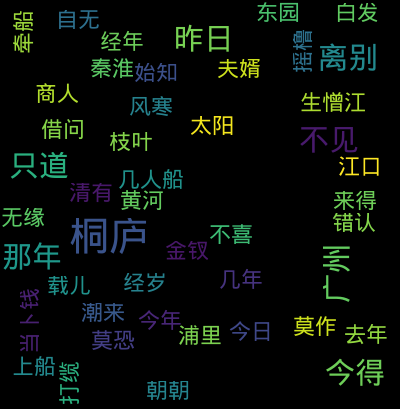 牵船
自无
东园
白发
经年
昨日
摇橹
离别
秦淮
始知
夫婿
商人
风寒
生憎江
借问
枝叶
太阳
不见
只道
几人船
江口
清有
黄河
来得
无缘
桐庐
不喜
错认
那年
金钗
广州
载儿
经岁
几年
当卜钱
潮来
今年
莫恐
浦里
今日
莫作
去年
上船
打缆
朝朝
今得